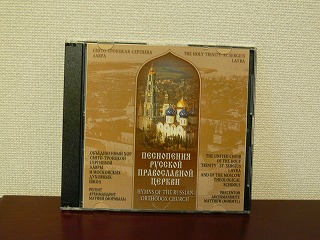 СВЯТО-ТРОИЦКАЯ СЕРГИЕВА
ЛАВРА
THE HOLY TRINITY ST SERGIUS
LAVRA
ПЕСНОПЕНИЯ
РУССКОЙ
ПРАВОСЛАВНОЙ
ЦЕРКВИ
HYMNS OF THE RUSSIAN
ORTHODOX CHURCH
ОБЪЕДИНЕННЫЙ ХОР
СВЯТО-ТРОИЦКОЙ
СЕРГИЕВОЙ
ЛАВРЫ
И МОСКОВСКИХ
ДУХОВНЫХ
ШКОЛ
РЕГЕНТ
АРХИМАНДРИТ
МАТФЕЙ (МОРМЫЛЬ)
THE UNITED CHOIR
OF THE HOLY
TRINITY ST SERGIUS
LAVRA
AND OF THE MOSCOW
THEOLOGICAL
SCHOOLS
PRECENTOR
ARCHIMANDRITE
MATTHEW (MORMYL)